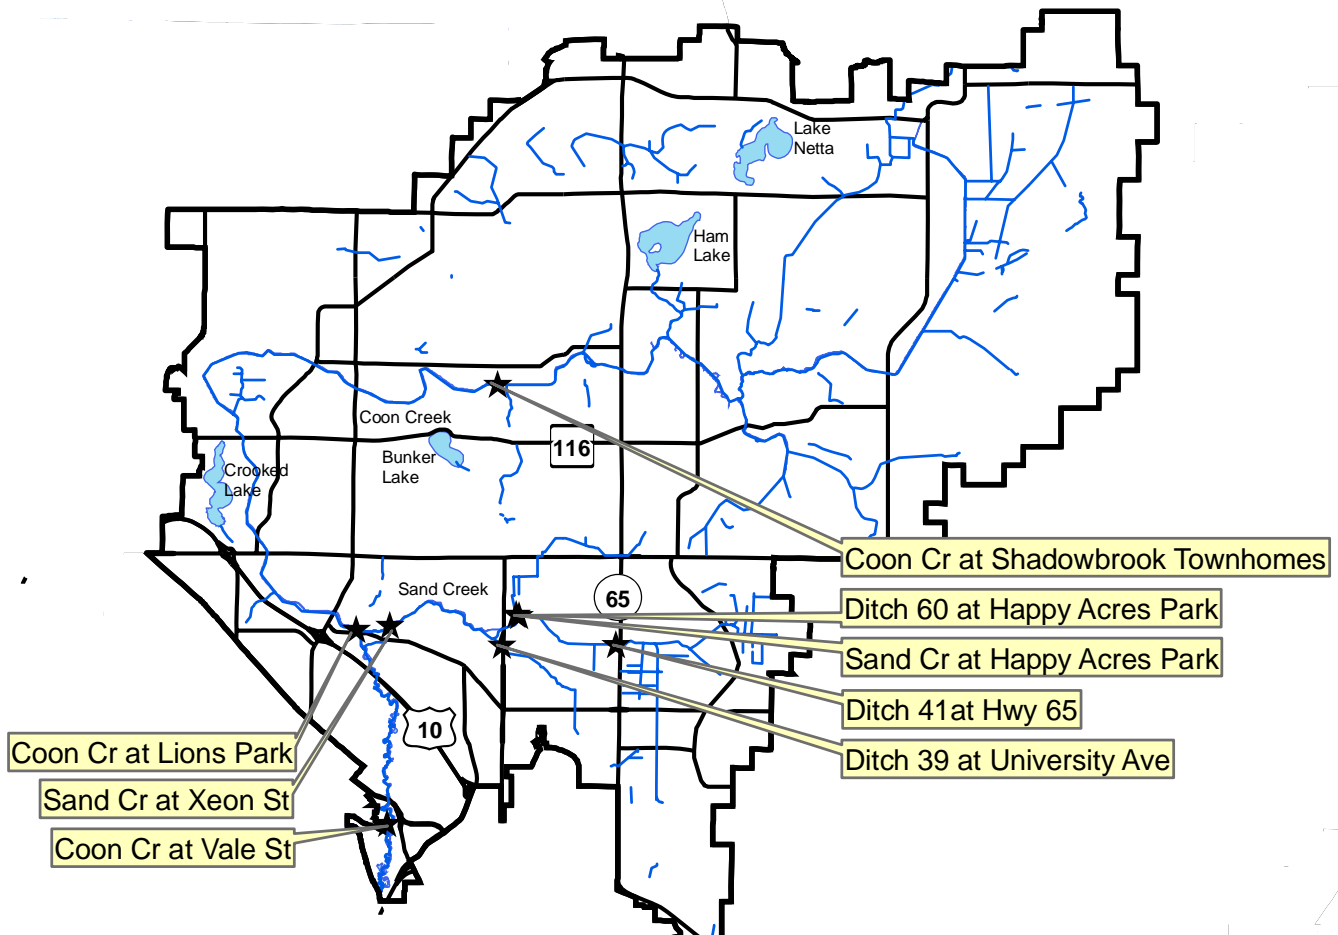 Lake
Netta
Ham
Lake
Coon Creek
116
Bunker
Lake
Crooked
Lake
Coon Cr at Shadowbrook Townhomes
Sand Creek
65
Ditch 60 at Happy Acres Park
Sand Cr at Happy Acres Park
Ditch 41at Hwy 65
10
Ditch 39 at University Ave
Coon Cr at Lions Park
Sand Cr at Xeon St
Coon Cr at Vale St